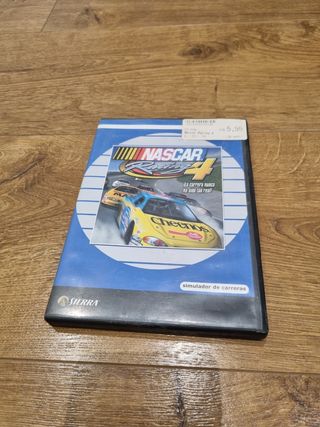 5,95
NASCAR
RACING
4
¡La carrera nunca
ha sido tan real!
Cheerios
SIERRA
simulador de carreras